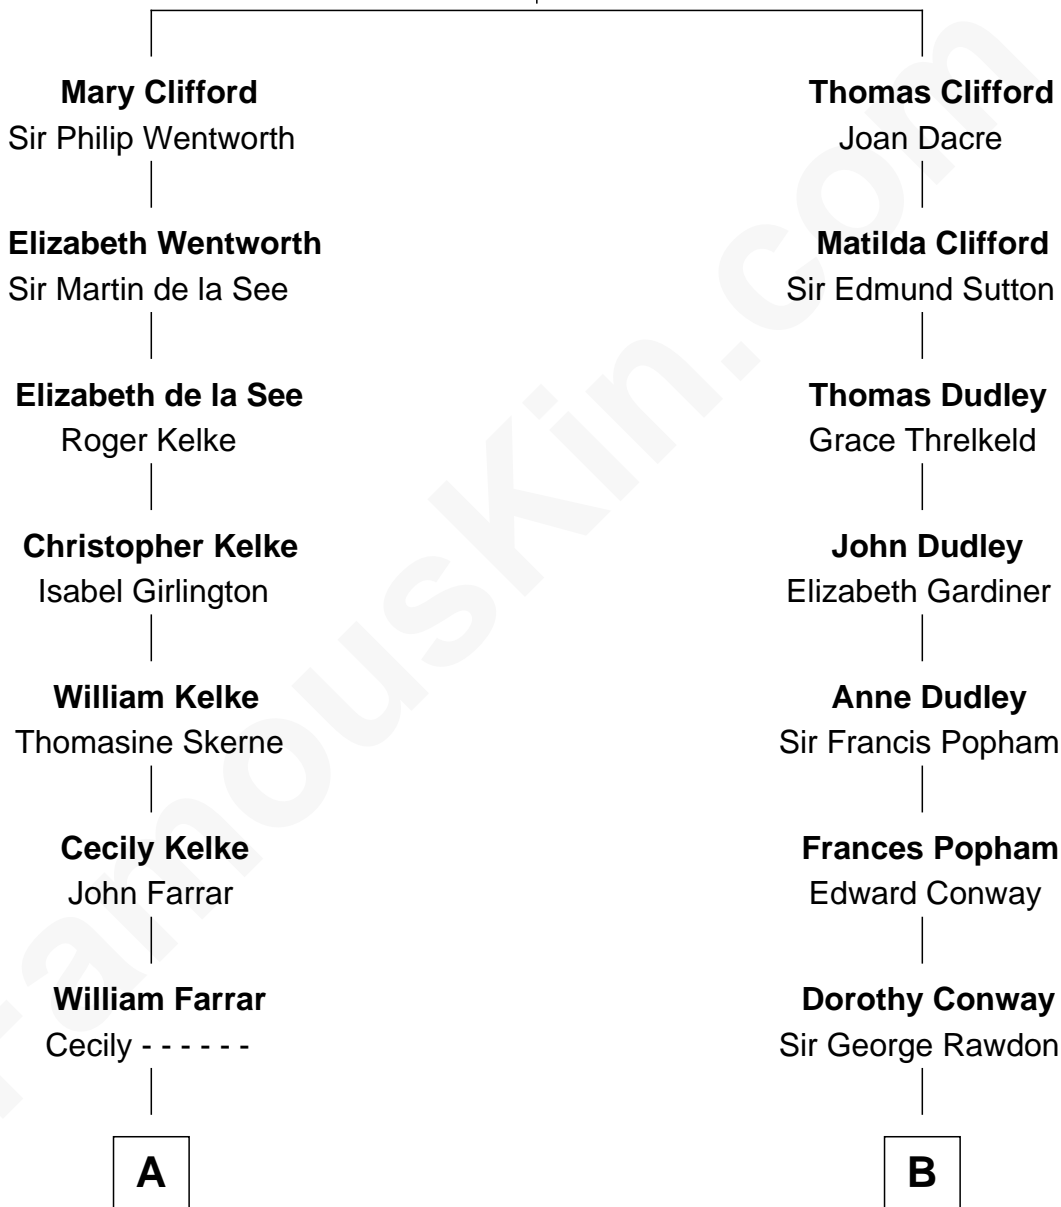 Mary Clifford
Sir Philip Wentworth
Elizabeth Wentworth
Sir Martin de la See
Elizabeth de la See
Roger Kelke
Christopher Kelke
Isabel Girlington
William Kelke
Thomasine Skerne
Cecily Kelke
John Farrar
William Farrar
Cecily - - - - - -
A
Thomas Clifford
Joan Dacre
Matilda Clifford
Sir Edmund Sutton
Thomas Dudley
Grace Threlkeld
John Dudley
Elizabeth Gardiner
Anne Dudley
Sir Francis Popham
Frances Popham
Edward Conway
Dorothy Conway
Sir George Rawdon
B
FamousKin.com